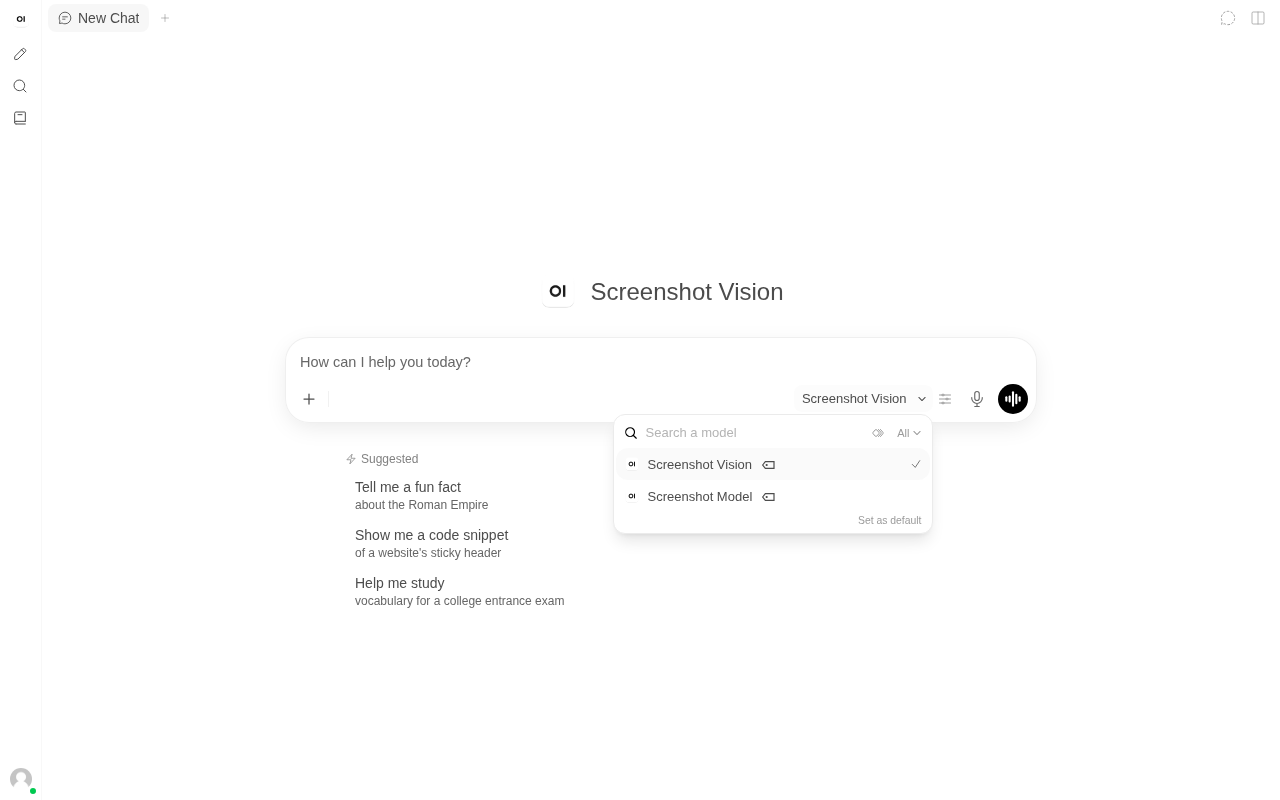 OI
New Chat
OI Screenshot Vision
How can I help you today?
Screenshot Vision
Search a model
All
OI Screenshot Vision
OI Screenshot Model
Set as default
Suggested
Tell me a fun fact
about the Roman Empire
Show me a code snippet
of a website's sticky header
Help me study
vocabulary for a college entrance exam